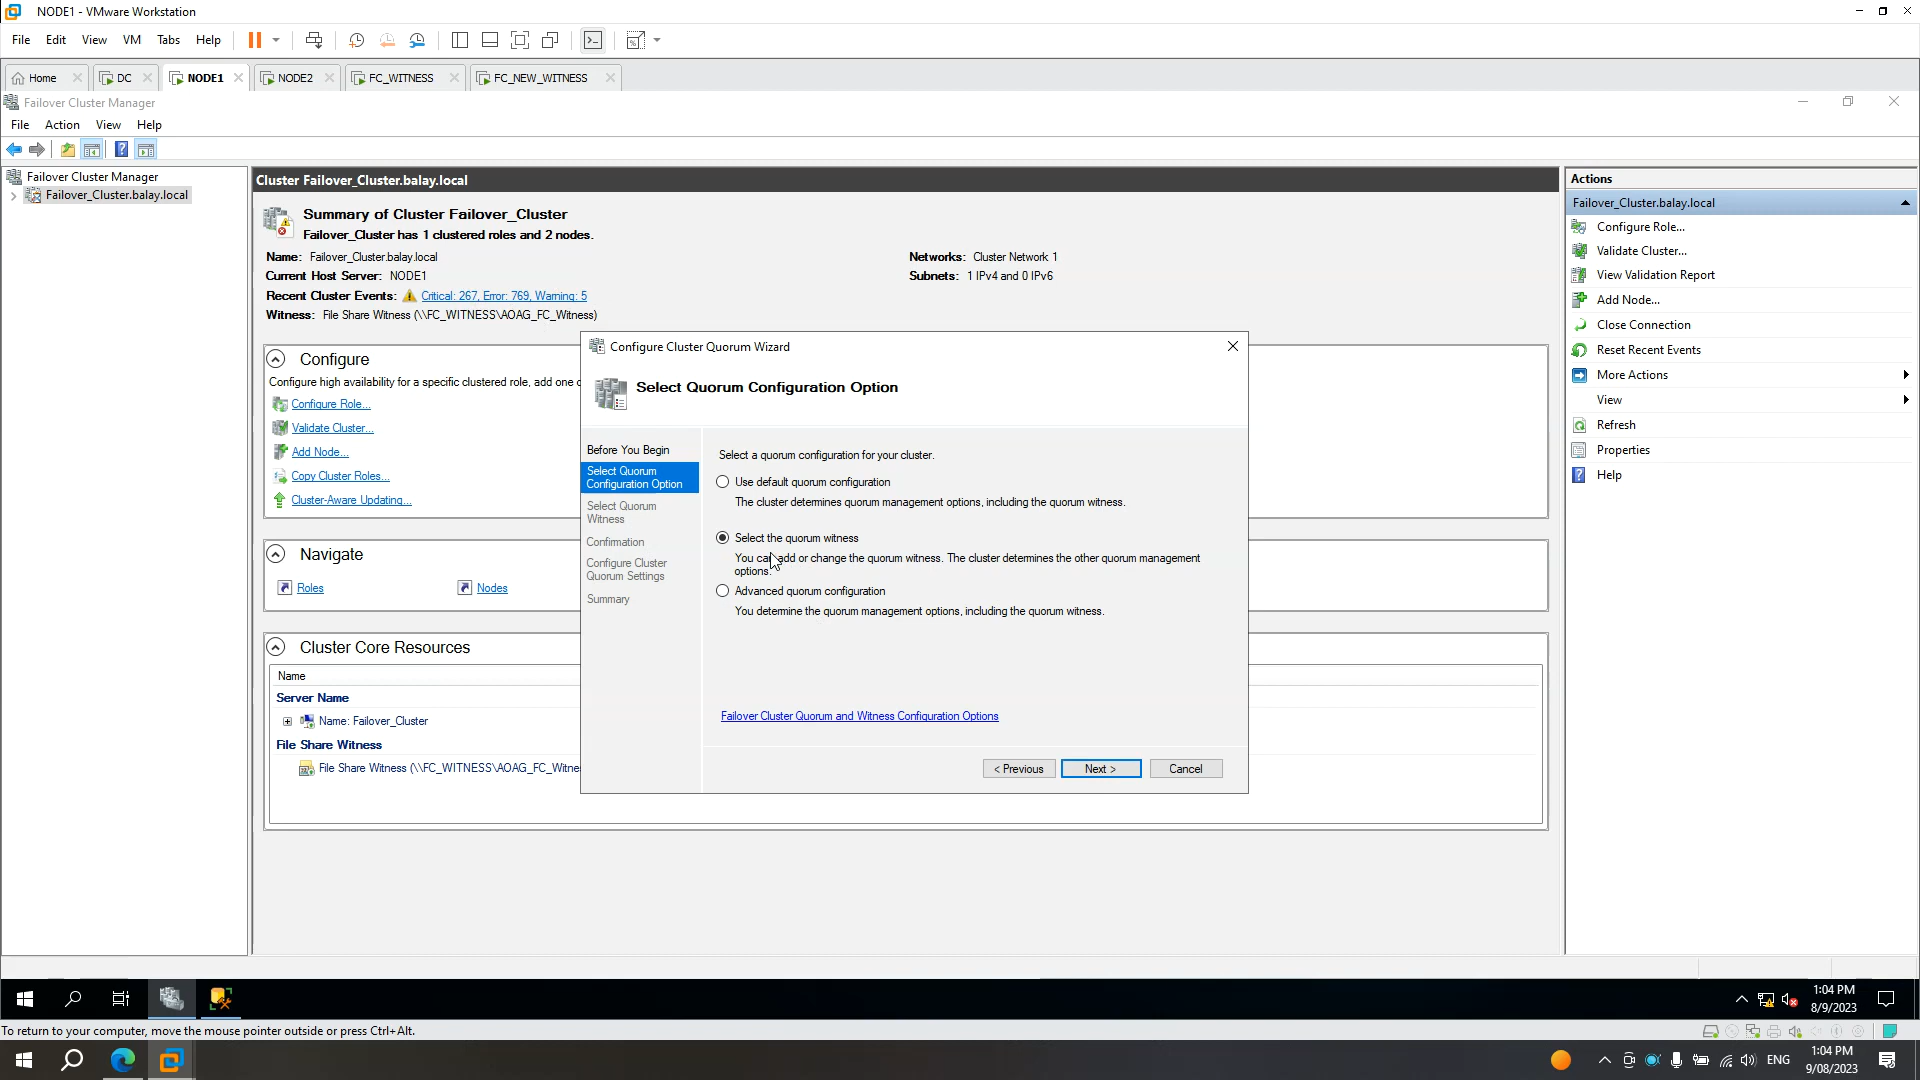 NODE1 - VMware Workstation
File Edit View VM Tabs Help
Home DC NODE1 NODE2 FC_WITNESS FC_NEW_WITNESS
Failover Cluster Manager
File Action View Help
Failover Cluster Manager
Failover_Cluster.balay.local
Cluster Failover_Cluster.balay.local
Summary of Cluster Failover_Cluster
Failover_Cluster has 1 clustered roles and 2 nodes.
Name: Failover_Cluster.balay.local
Networks: Cluster Network 1
Current Host Server: NODE1
Subnets: 1 IPv4 and 0 IPv6
Recent Cluster Events: Critical: 267, Error: 769, Warning: 5
Witness: File Share Witness (\\FC_WITNESS\AOAG_FC_Witness)
Configure
Configure high availability for a specific clustered role, add one
Configure Role...
Validate Cluster...
Add Node...
Copy Cluster Roles...
Cluster-Aware Updating...
Navigate
Roles
Nodes
Cluster Core Resources
Name
Server Name
Name: Failover_Cluster
File Share Witness
File Share Witness (\\FC_WITNESS\AOAG_FC_Witne
Configure Cluster Quorum Wizard
Select Quorum Configuration Option
Before You Begin
Select Quorum
Configuration Option
Select Quorum
Witness
Confirmation
Configure Cluster
Quorum Settings
Summary
Select a quorum configuration for your cluster.
Use default quorum configuration
The cluster determines quorum management options, including the quorum witness.
Select the quorum witness
You can add or change the quorum witness. The cluster determines the other quorum management
options.
Advanced quorum configuration
You determine the quorum management options, including the quorum witness.
Failover Cluster Quorum and Witness Configuration Options
< Previous
Next >
Cancel
Actions
Failover_Cluster.balay.local
Configure Role...
Validate Cluster...
View Validation Report
Add Node...
Close Connection
Reset Recent Events
More Actions
View
Refresh
Properties
Help
1:04 PM
8/9/2023
To return to your computer, move the mouse pointer outside or press Ctrl+Alt.
ENG
1:04 PM
9/08/2023